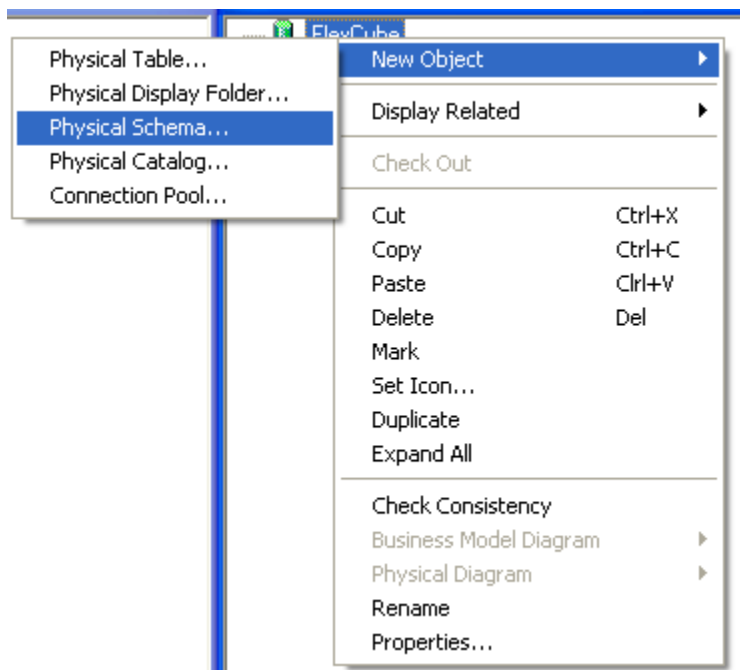 FlexCube
Physical Table...
Physical Display Folder...
Physical Schema...
Physical Catalog...
Connection Pool...
New Object
Display Related
Check Out
Cut Ctrl+X
Copy Ctrl+C
Paste Clrl+V
Delete Del
Mark
Set Icon...
Duplicate
Expand All
Check Consistency
Business Model Diagram
Physical Diagram
Rename
Properties...